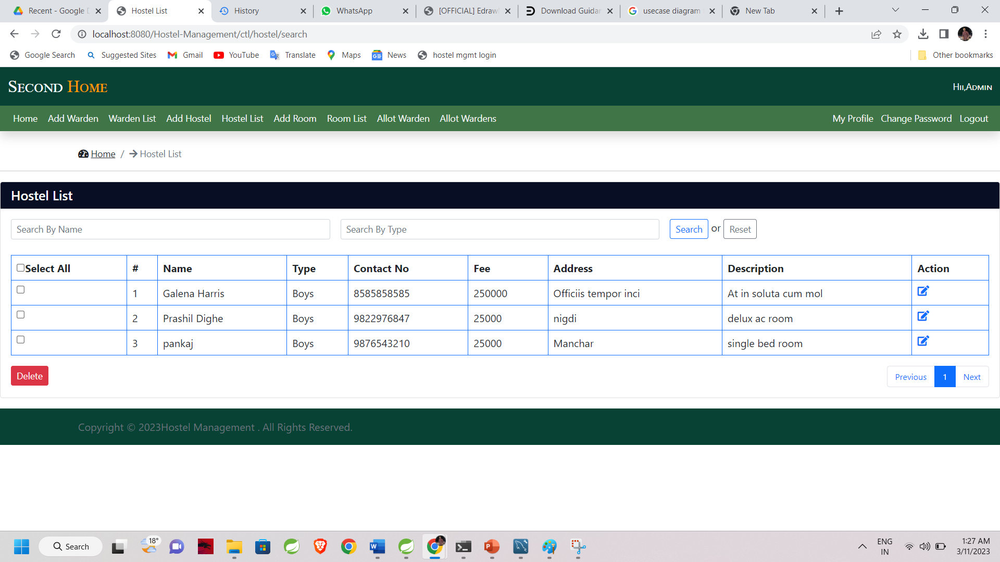 Recent - Google D
Hostel List
History
WhatsApp
[OFFICIAL] Edraw
Download Guidan
usecase diagram
New Tab
localhost:8080/Hostel-Management/ctl/hostel/search
Google Search
Suggested Sites
Gmail
YouTube
Translate
Maps
News
hostel mgmt login
Other bookmarks
Second Home
Hii,Admin
Home Add Warden Warden List Add Hostel Hostel List Add Room Room List Allot Warden Allot Wardens
My Profile Change Password Logout
Home / Hostel List
Hostel List
Search By Name
Search By Type
Search or Reset
Select All # Name Type Contact No Fee Address Description Action
1 Galena Harris Boys 8585858585 250000 Officiis tempor inci At in soluta cum mol
2 Prashil Dighe Boys 9822976847 25000 nigdi delux ac room
3 pankaj Boys 9876543210 25000 Manchar single bed room
Delete
Previous 1 Next
Copyright © 2023Hostel Management . All Rights Reserved.
Search
18°
ENG
IN
1:27 AM
3/11/2023